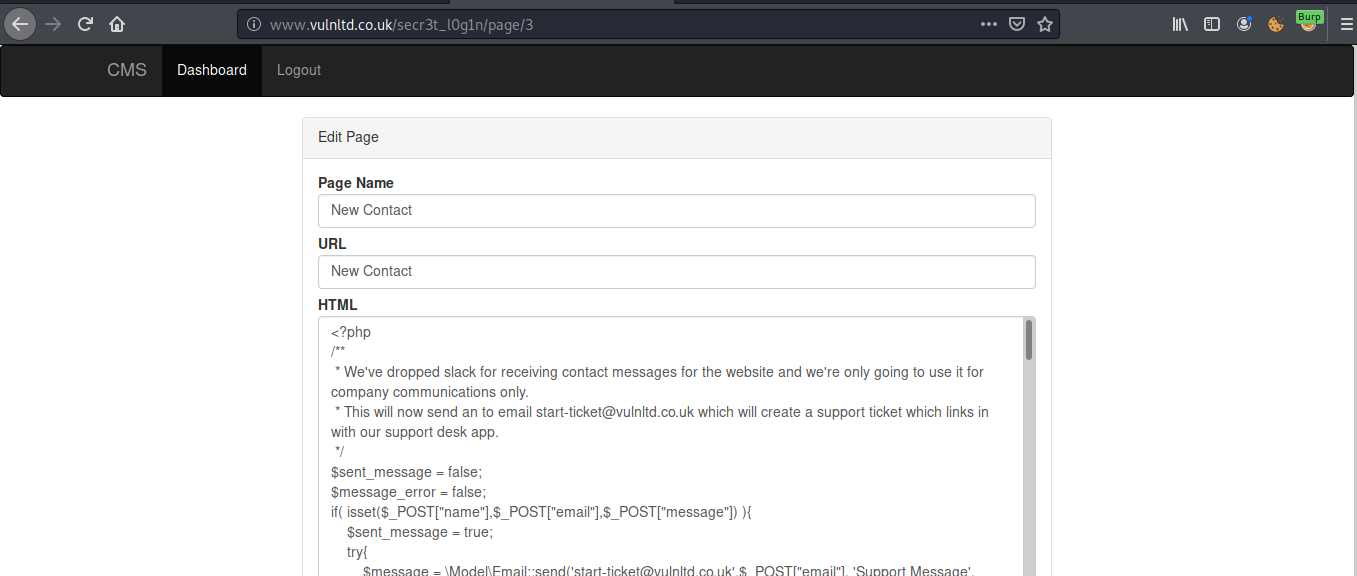 www.vulnltd.co.uk/secr3t_l0g1n/page/3
Burp
CMS Dashboard Logout
Edit Page
Page Name
New Contact
URL
New Contact
HTML
<?php
/**
* We've dropped slack for receiving contact messages for the website and we're only going to use it for
company communications only.
* This will now send an to email start-ticket@vulnltd.co.uk which will create a support ticket which links in
with our support desk app.
*/
$sent_message = false;
$message_error = false;
if( isset($_POST["name"],$_POST["email"],$_POST["message"]) ){
$sent_message = true;
try{
$message = \Model\Email::send('start-ticket@vulnltd.co.uk',$_POST["email"], 'Support Message',